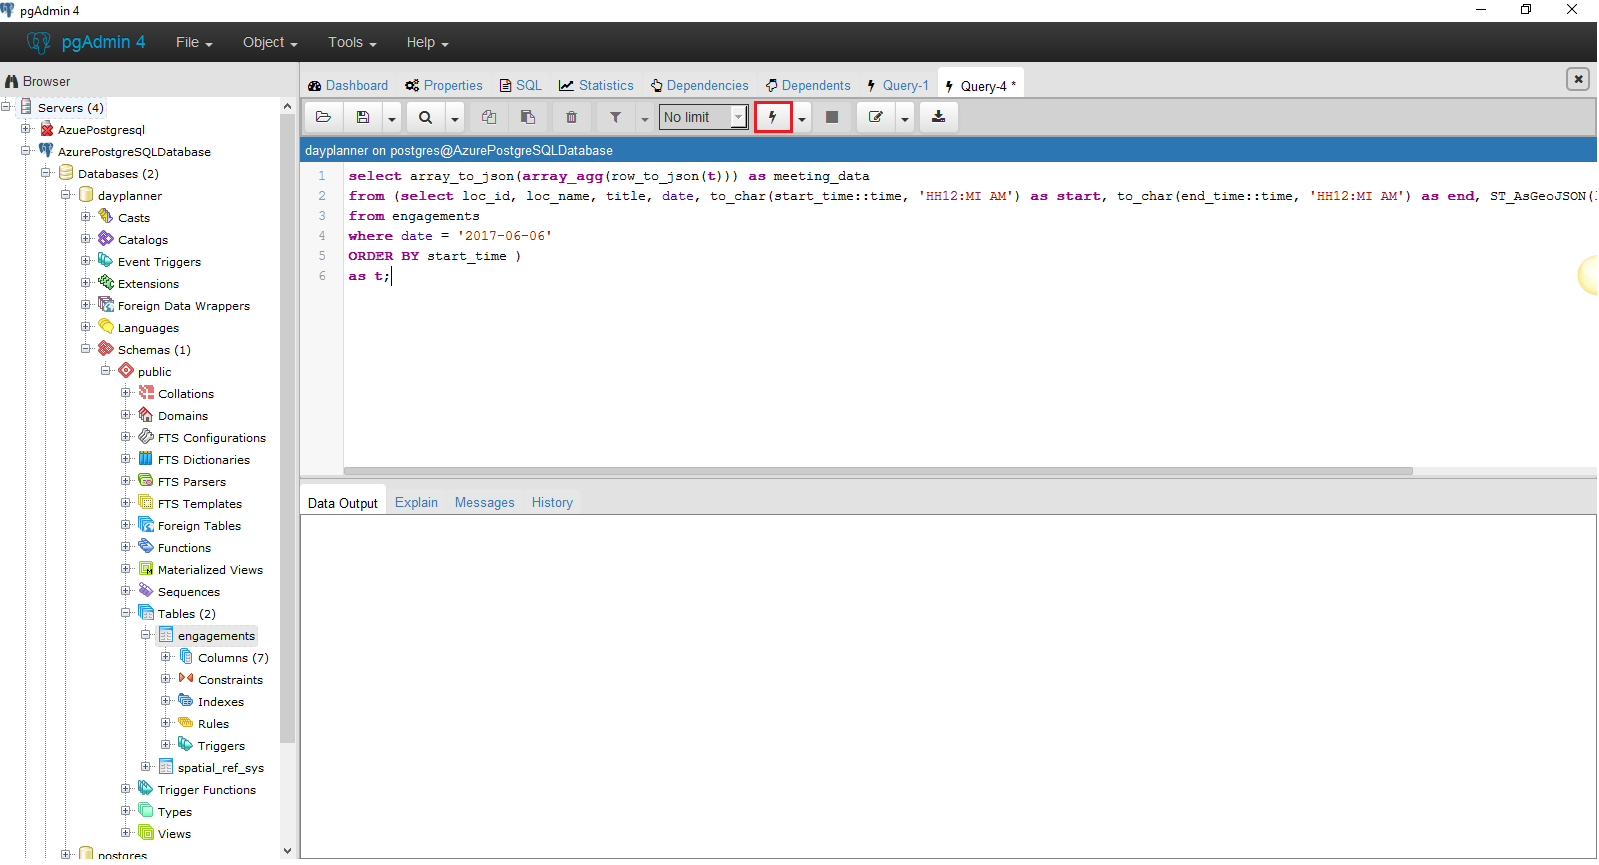 pgAdmin 4
pgAdmin 4 File Object Tools Help
Browser
Servers (4)
AzuePostgresql
AzurePostgreSQLDatabase
Databases (2)
dayplanner
Casts
Catalogs
Event Triggers
Extensions
Foreign Data Wrappers
Languages
Schemas (1)
public
Collations
Domains
FTS Configurations
FTS Dictionaries
FTS Parsers
FTS Templates
Foreign Tables
Functions
Materialized Views
Sequences
Tables (2)
engagements
Columns (7)
Constraints
Indexes
Rules
Triggers
spatial_ref_sys
Trigger Functions
Types
Views
postgres
Dashboard Properties SQL Statistics Dependencies Dependents Query-1 Query-4 *
No limit
dayplanner on postgres@AzurePostgreSQLDatabase
1 select array_to_json(array_agg(row_to_json(t))) as meeting_data
2 from (select loc_id, loc_name, title, date, to_char(start_time::time, 'HH12:MI AM') as start, to_char(end_time::time, 'HH12:MI AM') as end, ST_AsGeoJSON(
3 from engagements
4 where date = '2017-06-06'
5 ORDER BY start_time )
6 as t;
Data Output Explain Messages History